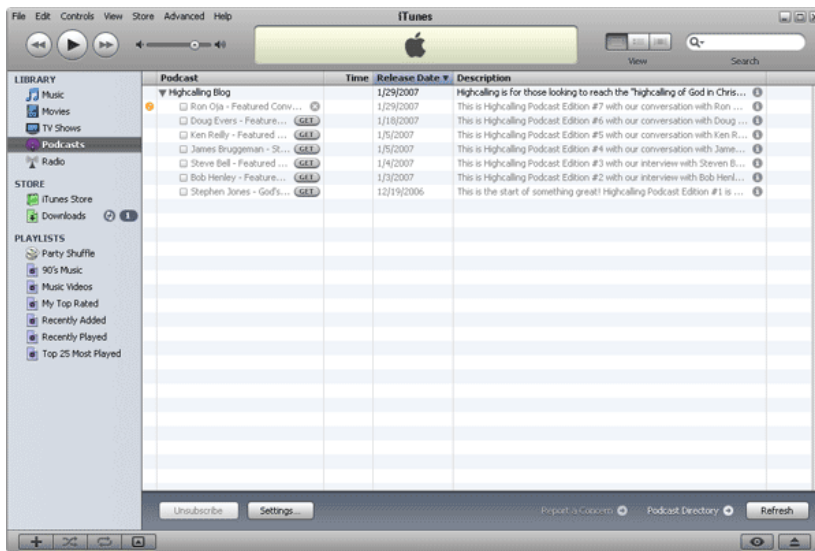 File Edit Controls View Store Advanced Help
iTunes
View
Search
LIBRARY
Music
Movies
TV Shows
Podcasts
Radio
STORE
iTunes Store
Downloads 1
PLAYLISTS
Party Shuffle
90's Music
Music Videos
My Top Rated
Recently Added
Recently Played
Top 25 Most Played
Podcast Time Release Date Description
Highcalling Blog 1/29/2007 Highcalling is for those looking to reach the "highcalling of God in Chris...
Ron Oja - Featured Conv... 1/29/2007 This is Highcalling Podcast Edition #7 with our conversation with Ron ...
Doug Evers - Feature... GET 1/18/2007 This is Highcalling Podcast Edition #6 with our conversation with Doug ...
Ken Reilly - Featured ... GET 1/5/2007 This is Highcalling Podcast Edition #5 with our conversation with Ken R...
James Bruggeman - St... GET 1/5/2007 This is Highcalling Podcast Edition #4 with our conversation with Jame...
Steve Bell - Featured ... GET 1/4/2007 This is Highcalling Podcast Edition #3 with our interview with Steven B...
Bob Henley - Feature... GET 1/3/2007 This is Highcalling Podcast Edition #2 with our interview with Bob Henl...
Stephen Jones - God's... GET 12/19/2006 This is the start of something great! Highcalling Podcast Edition #1 is ...
Unsubscribe Settings... Report a Concern Podcast Directory Refresh